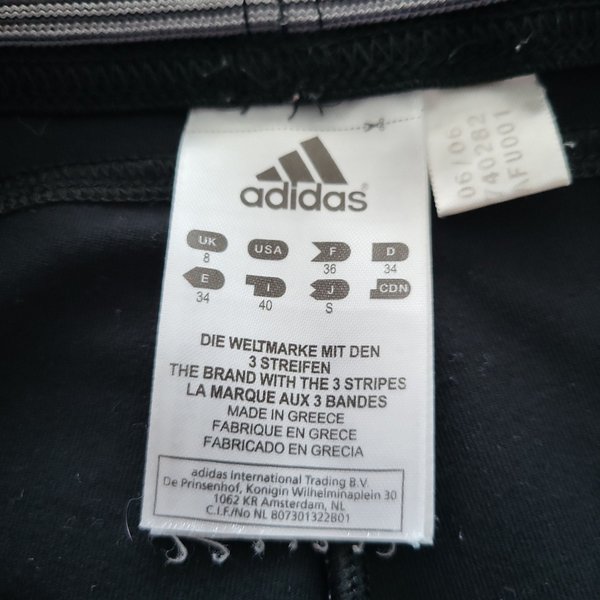 adidas
UK USA F D
8 36 34
E I J CDN
34 40 S
DIE WELTMARKE MIT DEN
3 STREIFEN
THE BRAND WITH THE 3 STRIPES
LA MARQUE AUX 3 BANDES
MADE IN GREECE
FABRIQUE EN GRECE
FABRICADO EN GRECIA
adidas International Trading B.V.
De Prinsenhof, Konigin Wilhelminaplein 30
1062 KR Amsterdam, NL
C.I.F./No NL 807301322B01
06/06
740282
AFU001